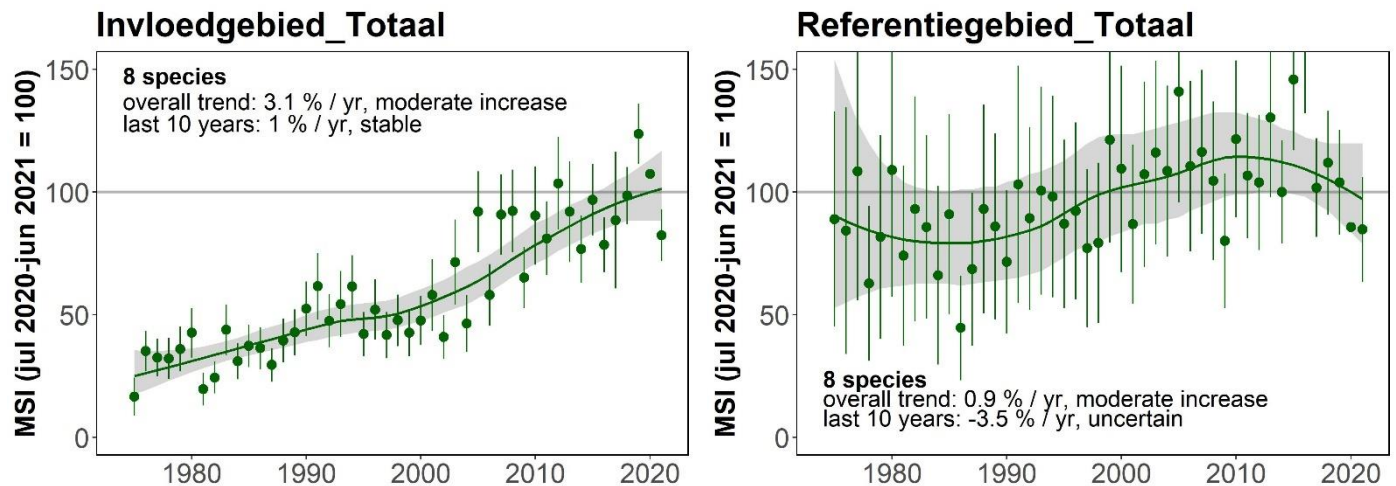 Invloedgebied_Totaal
MSI (jul 2020-jun 2021 = 100)
150
100
50
0
8 species
overall trend: 3.1 % / yr, moderate increase
last 10 years: 1 % / yr, stable
1980 1990 2000 2010 2020
Referentiegebied_Totaal
MSI (jul 2020-jun 2021 = 100)
150
100
50
0
8 species
overall trend: 0.9 % / yr, moderate increase
last 10 years: -3.5 % / yr, uncertain
1980 1990 2000 2010 2020